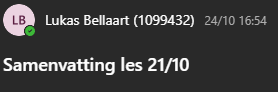 LB Lukas Bellaart (1099432) 24/10 16:54
Samenvatting les 21/10